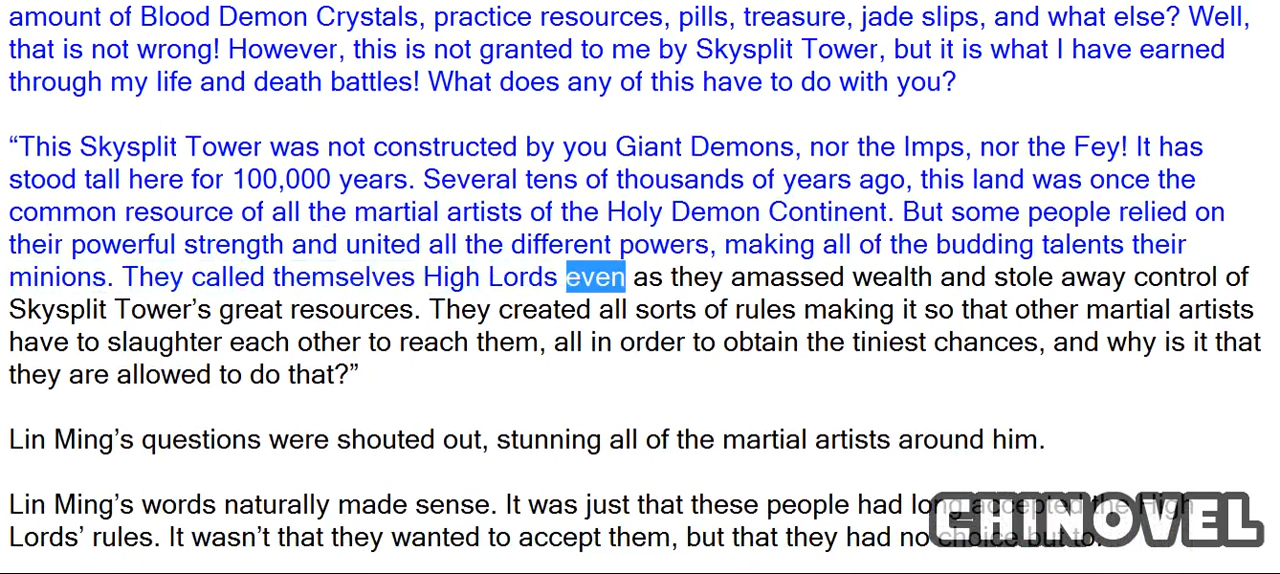 amount of Blood Demon Crystals, practice resources, pills, treasure, jade slips, and what else? Well,
that is not wrong! However, this is not granted to me by Skysplit Tower, but it is what I have earned
through my life and death battles! What does any of this have to do with you?
“This Skysplit Tower was not constructed by you Giant Demons, nor the Imps, nor the Fey! It has
stood tall here for 100,000 years. Several tens of thousands of years ago, this land was once the
common resource of all the martial artists of the Holy Demon Continent. But some people relied on
their powerful strength and united all the different powers, making all of the budding talents their
minions. They called themselves High Lords even as they amassed wealth and stole away control of
Skysplit Tower’s great resources. They created all sorts of rules making it so that other martial artists
have to slaughter each other to reach them, all in order to obtain the tiniest chances, and why is it that
they are allowed to do that?”
Lin Ming’s questions were shouted out, stunning all of the martial artists around him.
Lin Ming’s words naturally made sense. It was just that these people had long accepted the High
Lords’ rules. It wasn’t that they wanted to accept them, but that they had no choice but to.
CHINOVEL